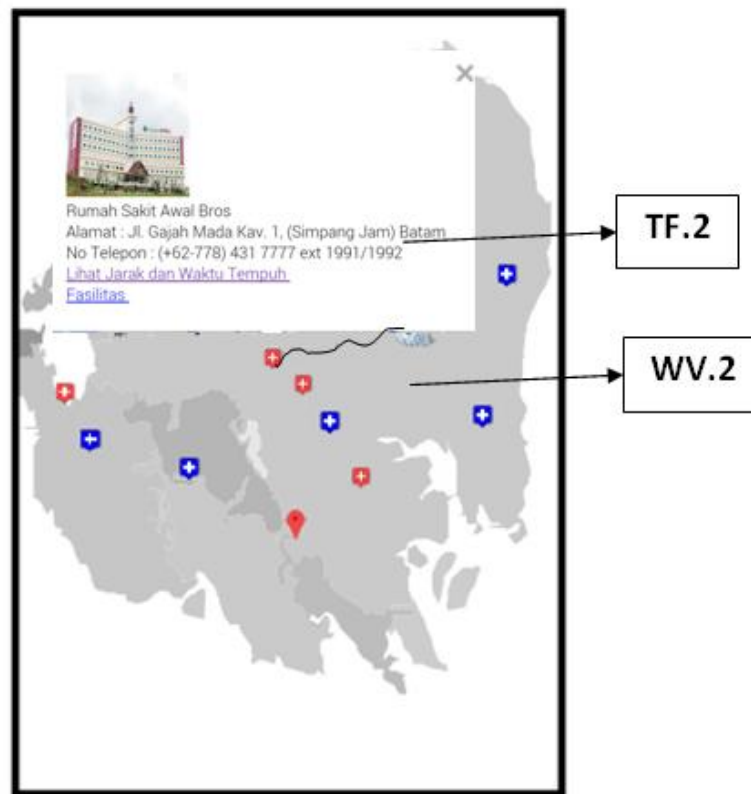 Rumah Sakit Awal Bros
Alamat : Jl. Gajah Mada Kav. 1, (Simpang Jam) Batam
No Telepon : (+62-778) 431 7777 ext 1991/1992
Lihat Jarak dan Waktu Tempuh
Fasilitas
TF.2
WV.2